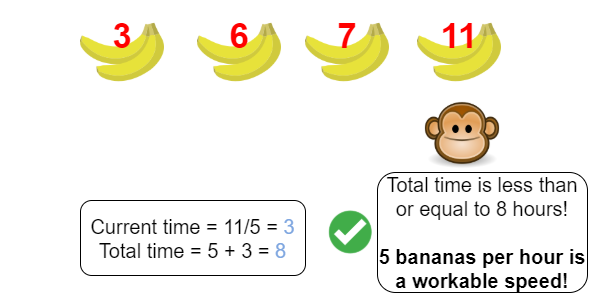 3 6 7 11
Total time is less than
or equal to 8 hours!
5 bananas per hour is
a workable speed!
Current time = 11/5 = 3
Total time = 5 + 3 = 8